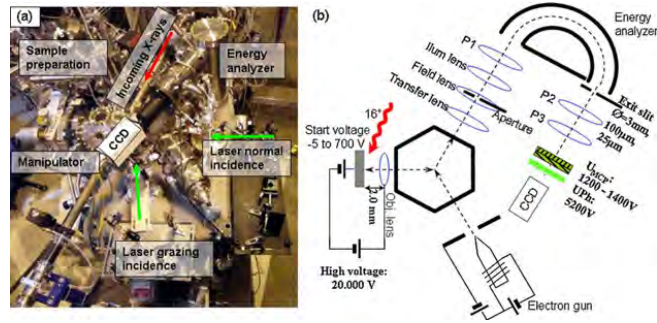 (a)
Sample
preparation
Incoming X-rays
Energy
analyzer
CCD
Manipulator
Laser normal
incidence
Laser grazing
incidence
(b)
Energy
analyzer
P1
Ilum lens
Field lens
Transfer lens
Aperture
P2
P3
Exit slit
Ø=3mm,
100µm,
25µm
16°
Start voltage
-5 to 700 V
2.0 mm
Obj lens
CCD
U_MCP:
1200 - 1400V
UPh:
5200V
High voltage:
20.000 V
Electron gun